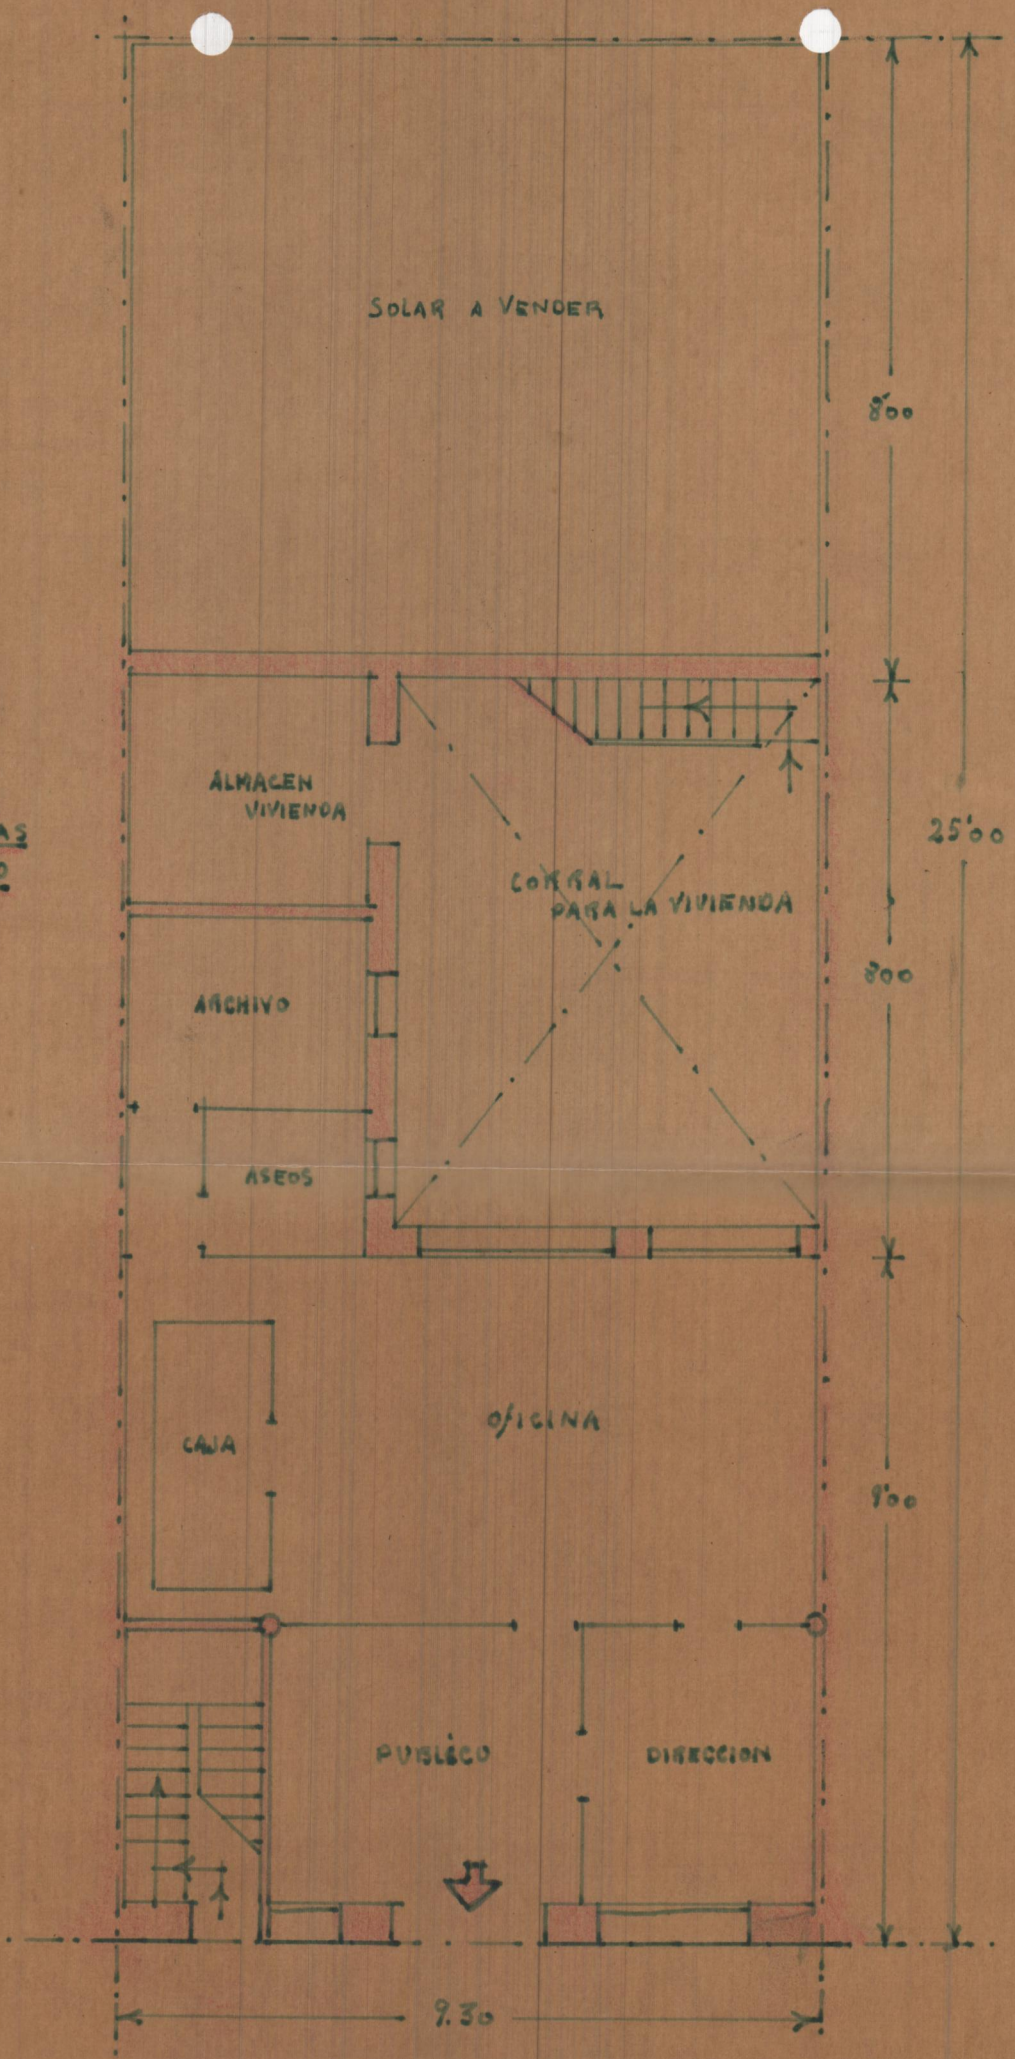 SOLAR A VENDER
8'00
ALMACEN
VIVIENDA
AS
O
25'00
CORRAL
PARA LA VIVIENDA
800
ARCHIVO
ASEOS
OFICINA
CAJA
9'00
PUBLICO
DIRECCION
9.30